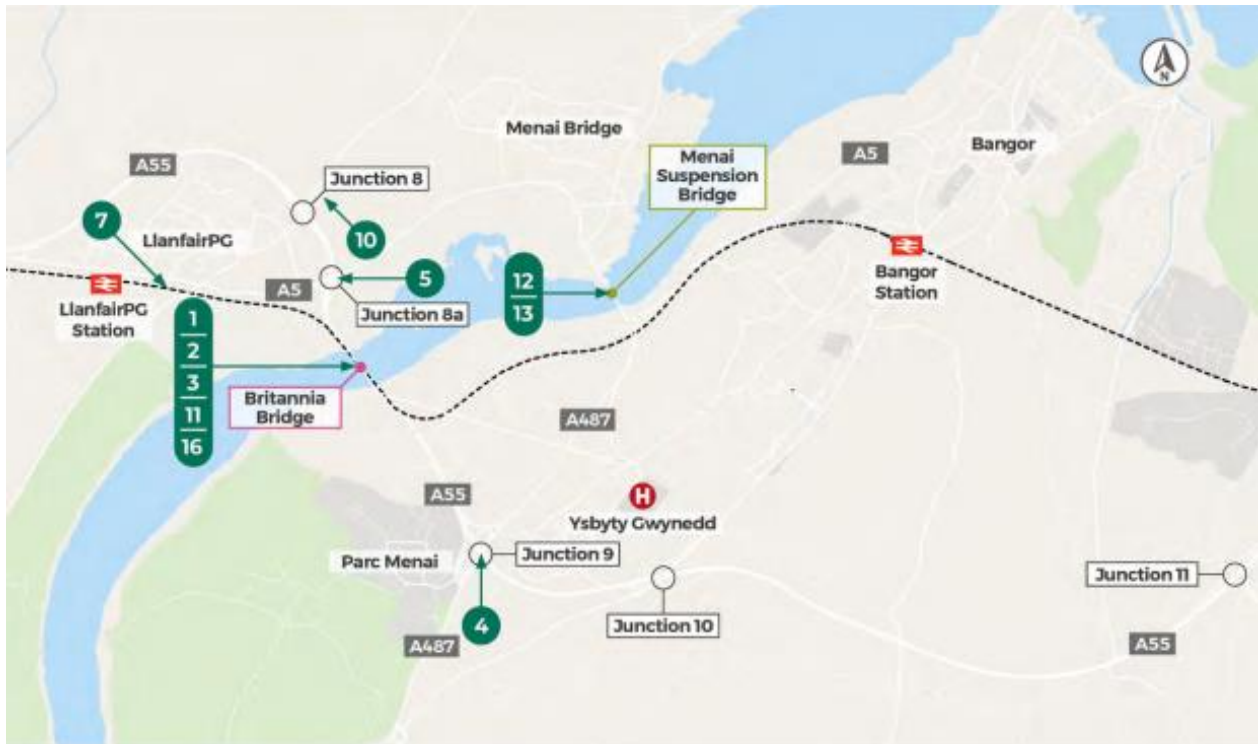 N
Menai Bridge
Menai
Suspension
Bridge
A5
Bangor
A55
Junction 8
7
LlanfairPG
10
5
12
13
Bangor
Station
LlanfairPG
Station
A5
Junction 8a
1
2
3
11
16
Britannia
Bridge
A487
A55
H
Ysbyty Gwynedd
Parc Menai
Junction 9
Junction 11
4
Junction 10
A487
A55